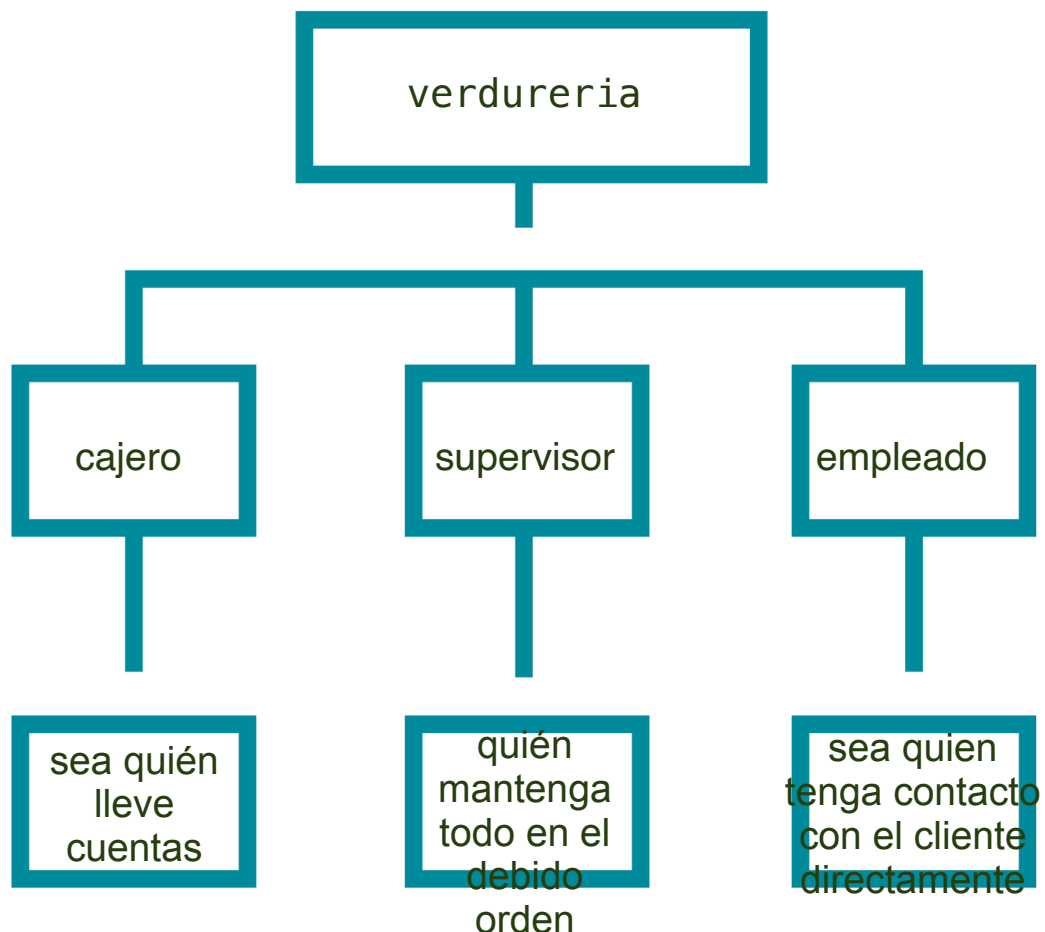 verdureria
cajero
supervisor
empleado
sea quién
lleve
cuentas
quién
mantenga
todo en el
debido
orden
sea quien
tenga contacto
con el cliente
directamente